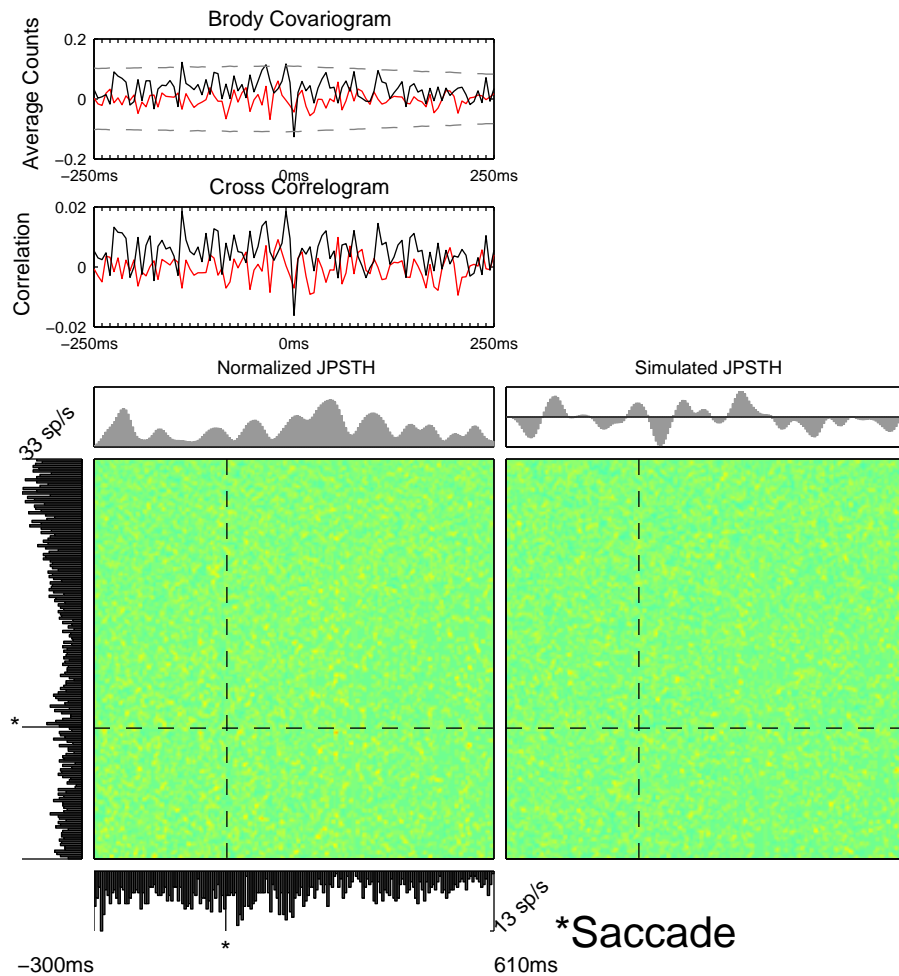 Brody Covariogram
Average Counts
0.2
0
−0.2
−250ms 0ms 250ms
Cross Correlogram
Correlation
0.02
0
−0.02
−250ms 0ms 250ms
Normalized JPSTH Simulated JPSTH
33 sp/s
*
*
13 sp/s
*Saccade
−300ms 610ms